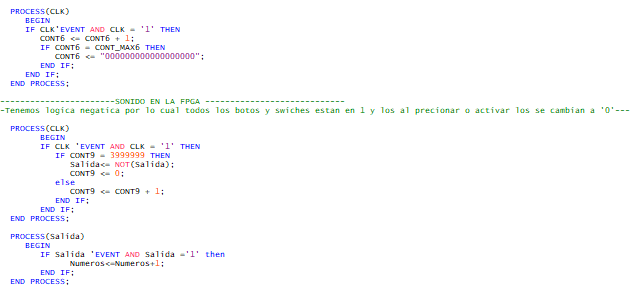 PROCESS(CLK)
BEGIN
IF CLK'EVENT AND CLK = '1' THEN
CONT6 <= CONT6 + 1;
IF CONT6 = CONT_MAX6 THEN
CONT6 <= "000000000000000000";
END IF;
END IF;
END PROCESS;
-----------------------SONIDO EN LA FPGA ----------------------------
-Tenemos logica negatica por lo cual todos los botos y swiches estan en 1 y los al precionar o activar los se cambian a '0'---
PROCESS(CLK)
BEGIN
IF CLK 'EVENT AND CLK = '1' THEN
IF CONT9 = 3999999 THEN
Salida<= NOT(Salida);
CONT9 <= 0;
else
CONT9 <= CONT9 + 1;
END IF;
END IF;
END PROCESS;
PROCESS(Salida)
BEGIN
IF Salida 'EVENT AND Salida ='1' then
Numeros<=Numeros+1;
END IF;
END PROCESS;